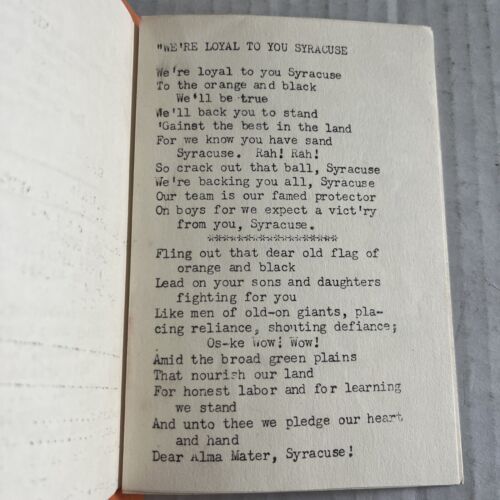 "WE'RE LOYAL TO YOU SYRACUSE
We're loyal to you Syracuse
To the orange and black
We'll be true
We'll back you to stand
'Gainst the best in the land
For we know you have sand
Syracuse. Rah! Rah!
So crack out that ball, Syracuse
We're backing you all, Syracuse
Our team is our famed protector
On boys for we expect a vict'ry
from you, Syracuse.
******************
Fling out that dear old flag of
orange and black
Lead on your sons and daughters
fighting for you
Like men of old-on giants, pla-
cing reliance, shouting defiance;
Os-ke Wow! Wow!
Amid the broad green plains
That nourish our land
For honest labor and for learning
we stand
And unto thee we pledge our heart
and hand
Dear Alma Mater, Syracuse!